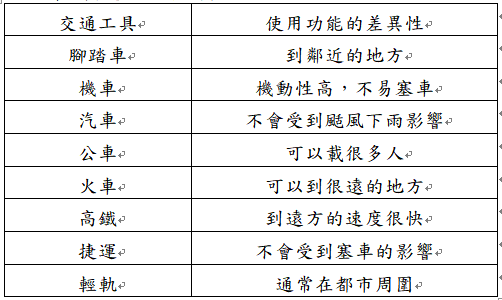 交通工具 使用功能的差異性
腳踏車 到鄰近的地方
機車 機動性高，不易塞車
汽車 不會受到颳風下雨影響
公車 可以載很多人
火車 可以到很遠的地方
高鐵 到遠方的速度很快
捷運 不會受到塞車的影響
輕軌 通常在都市周圍